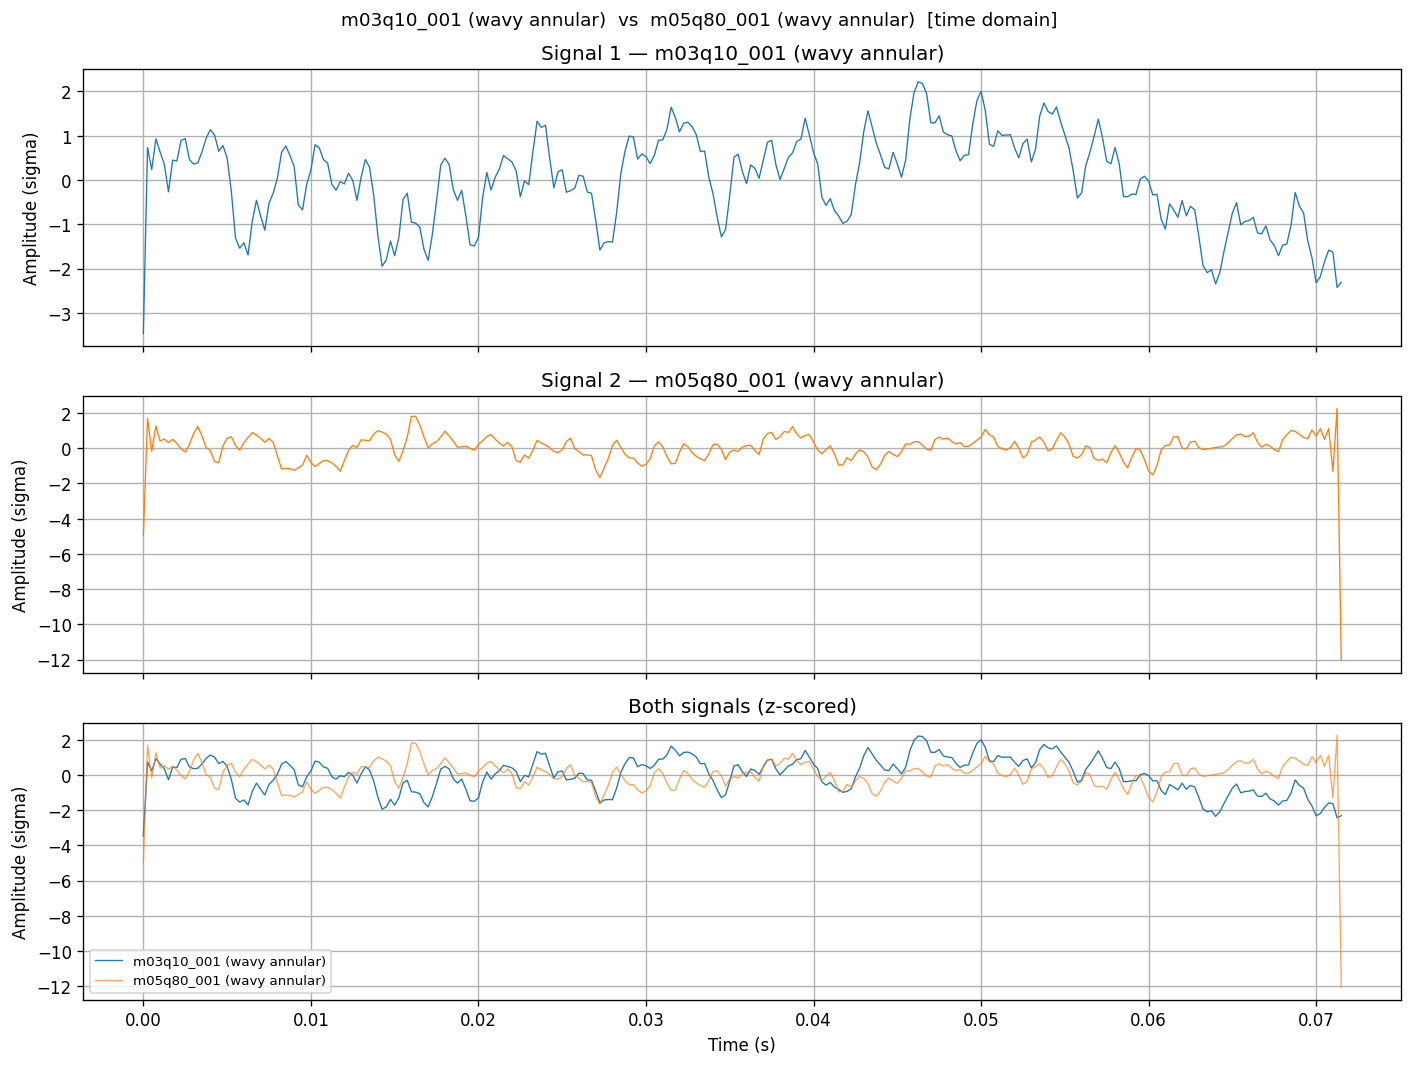 m03q10_001 (wavy annular)  vs  m05q80_001 (wavy annular)  [time domain]
Signal 1 — m03q10_001 (wavy annular)
Amplitude (sigma)
2
1
0
−1
−2
−3
Signal 2 — m05q80_001 (wavy annular)
Amplitude (sigma)
2
0
−2
−4
−6
−8
−10
−12
Both signals (z-scored)
Amplitude (sigma)
2
0
−2
−4
−6
−8
−10
−12
m03q10_001 (wavy annular)
m05q80_001 (wavy annular)
0.00 0.01 0.02 0.03 0.04 0.05 0.06 0.07
Time (s)